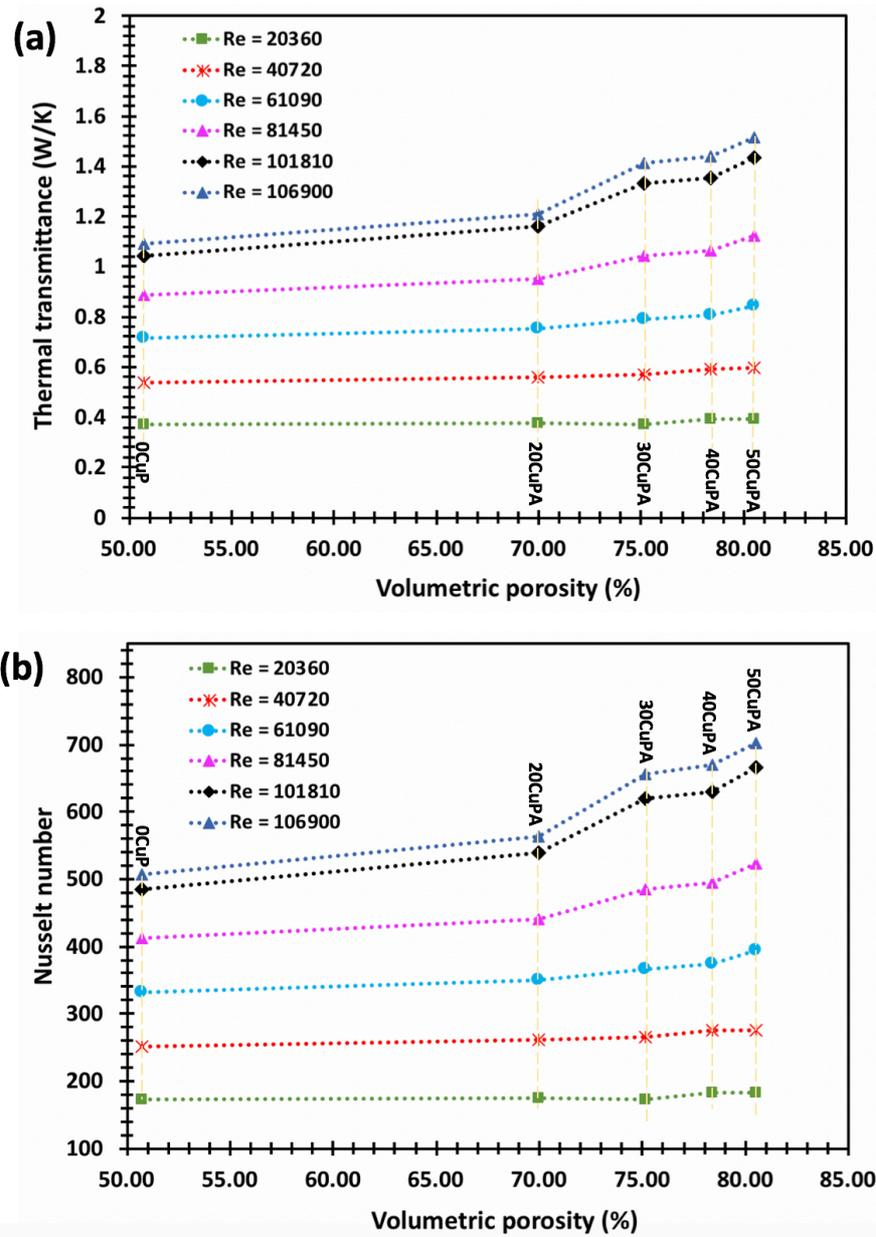 (a)
Thermal transmittance (W/K)
2
1.8
1.6
1.4
1.2
1
0.8
0.6
0.4
0.2
0
Re = 20360
Re = 40720
Re = 61090
Re = 81450
Re = 101810
Re = 106900
0CuP
20CuPA
30CuPA
40CuPA
50CuPA
50.00 55.00 60.00 65.00 70.00 75.00 80.00 85.00
Volumetric porosity (%)
(b)
Nusselt number
800
700
600
500
400
300
200
100
Re = 20360
Re = 40720
Re = 61090
Re = 81450
Re = 101810
Re = 106900
0CuP
20CuPA
30CuPA
40CuPA
50CuPA
50.00 55.00 60.00 65.00 70.00 75.00 80.00 85.00
Volumetric porosity (%)